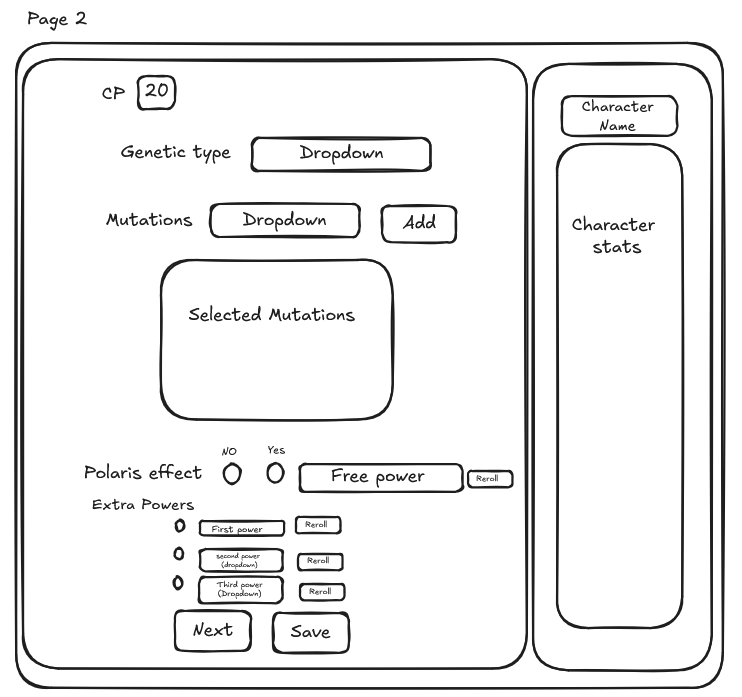 Page 2
CP 20
Genetic type Dropdown
Mutations Dropdown Add
Selected Mutations
NO Yes
Polaris effect Free power Reroll
Extra Powers
First power Reroll
second power
(dropdown) Reroll
Third power
(Dropdown) Reroll
Next Save
Character
Name
Character
stats